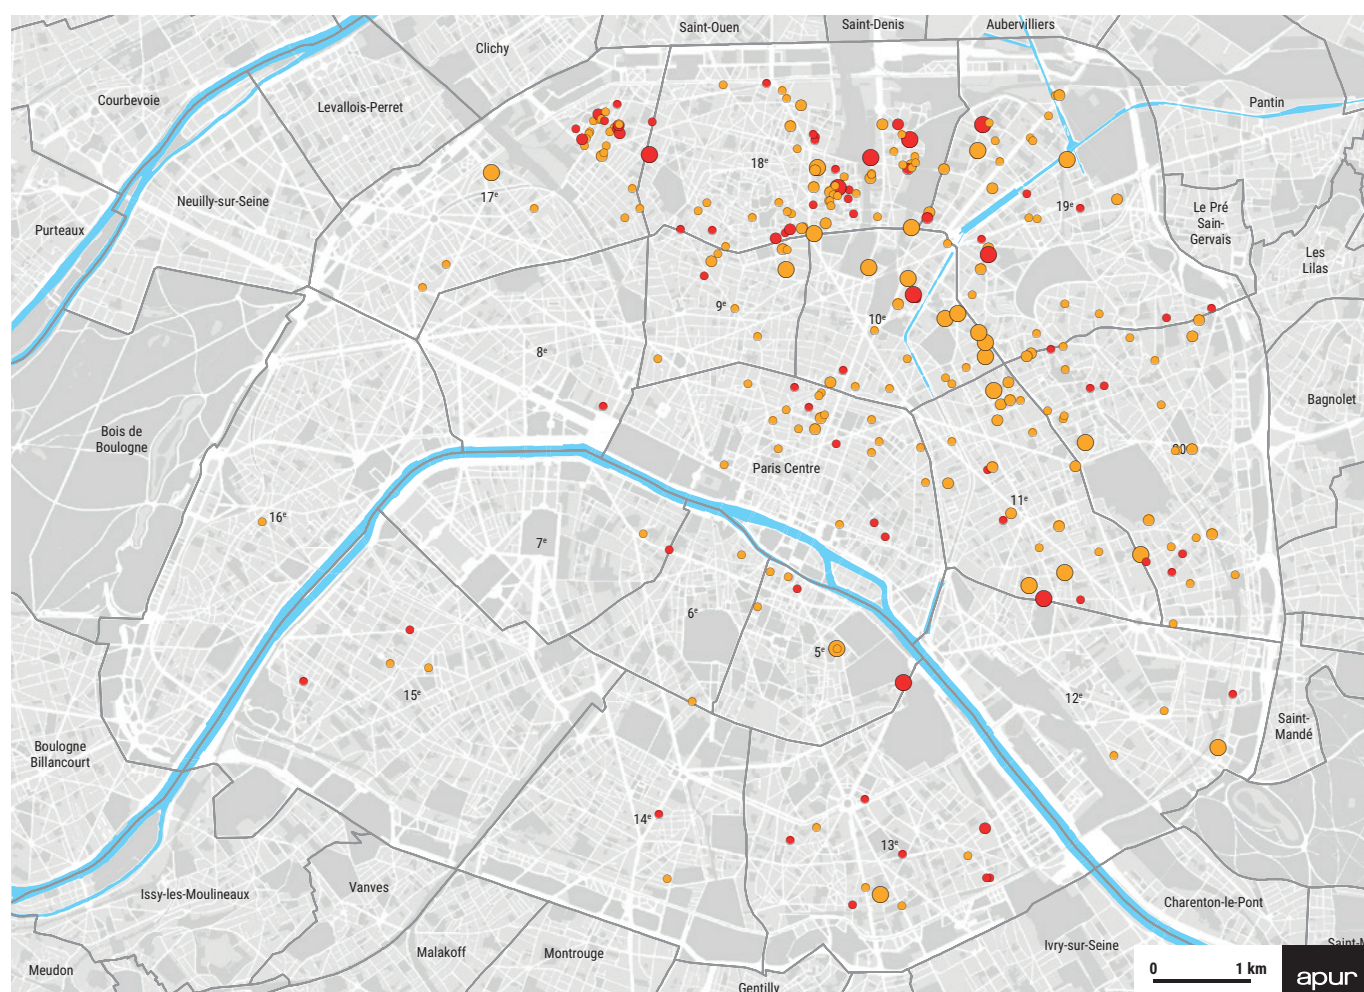 Saint-Ouen
Saint-Denis
Aubervilliers
Clichy
Courbevoie
Levallois-Perret
Pantin
18e
17e
Neuilly-sur-Seine
19e
Le Pré
Sain-
Gervais
Purteaux
Les
Lilas
9e
10e
8e
Bagnolet
Bois de
Boulogne
20e
Paris Centre
11e
16e
7e
6e
5e
15e
12e
Saint-
Mandé
Boulogne
Billancourt
14e
13e
Issy-les-Moulineaux
Vanves
Charenton-le-Pont
Malakoff
Montrouge
Ivry-sur-Seine
Saint-M
Meudon
Gentilly
0 1 km
apur